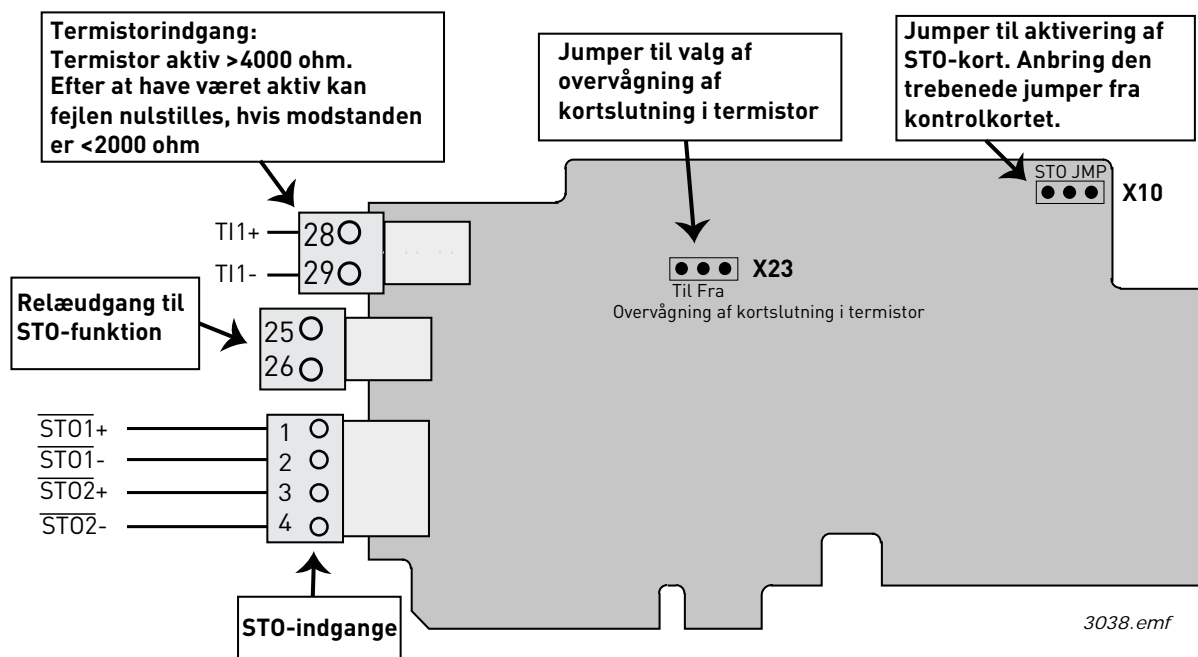 Termistorindgang:
Termistor aktiv >4000 ohm.
Efter at have været aktiv kan
fejlen nulstilles, hvis modstanden
er <2000 ohm
Jumper til valg af
overvågning af
kortslutning i termistor
Jumper til aktivering af
STO-kort. Anbring den
trebenede jumper fra
kontrolkortet.
STO JMP
X10
TI1+
28
TI1-
29
X23
Til Fra
Overvågning af kortslutning i termistor
Relæudgang til
STO-funktion
25
26
STO1+
1
STO1-
2
STO2+
3
STO2-
4
STO-indgange
3038.emf